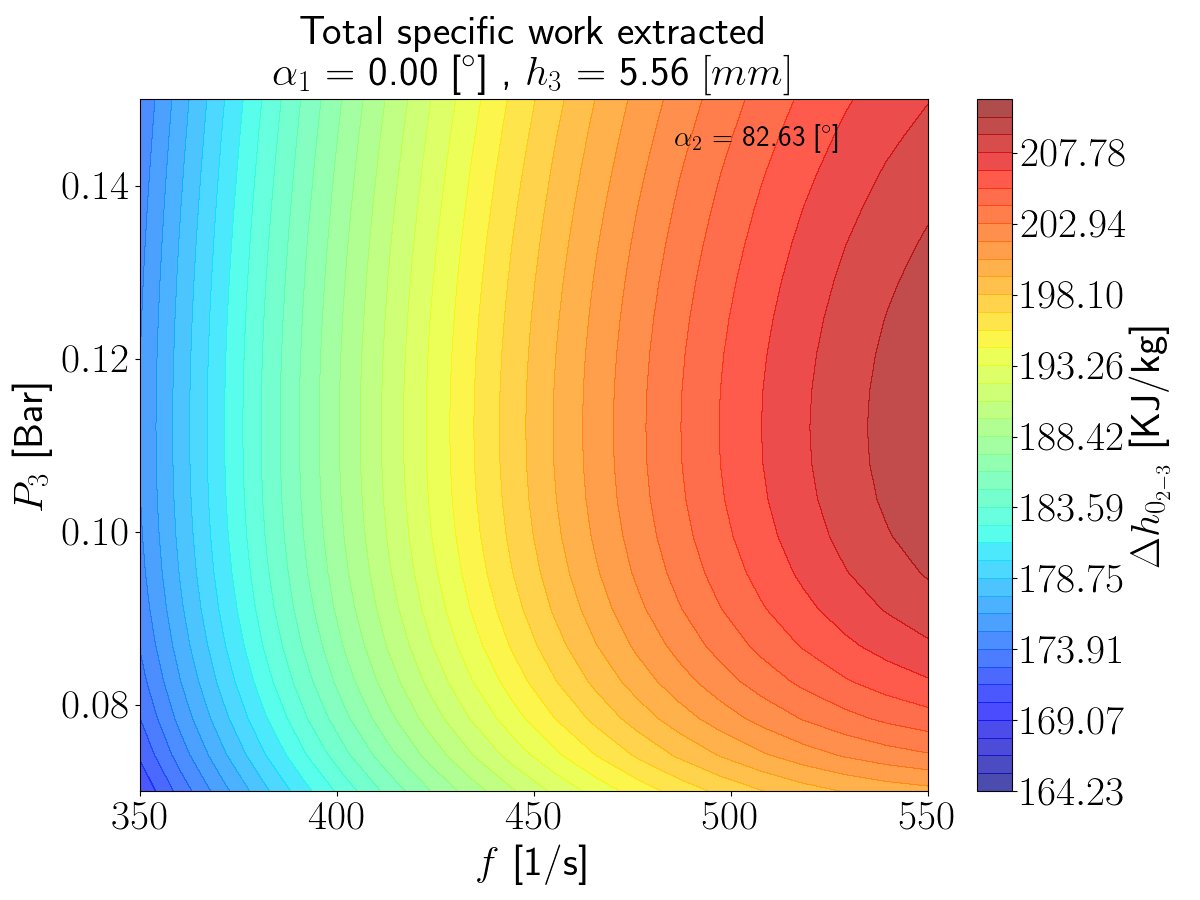 Total specific work extracted
α₁ = 0.00 [°] , h₃ = 5.56 [mm]
α₂ = 82.63 [°]
0.14
0.12
0.10
0.08
P₃ [Bar]
350 400 450 500 550
f [1/s]
207.78
202.94
198.10
193.26
188.42
183.59
178.75
173.91
169.07
164.23
Δh₀₂₋₃ [KJ/kg]